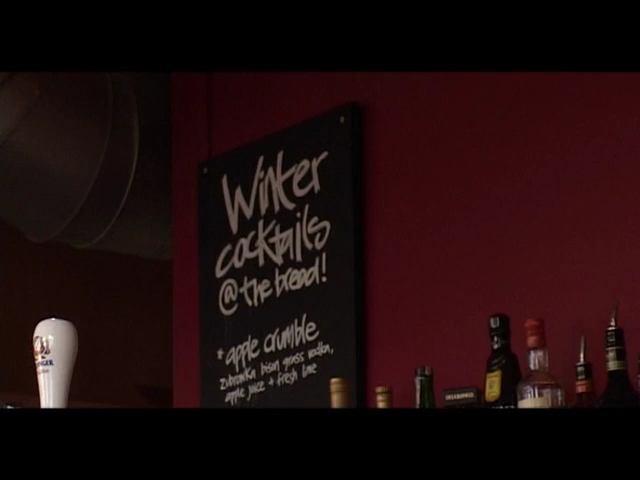 Winter
cocktails
@ the bread!
* apple crumble
zubrowka bison grass vodka,
apple juice + fresh lime